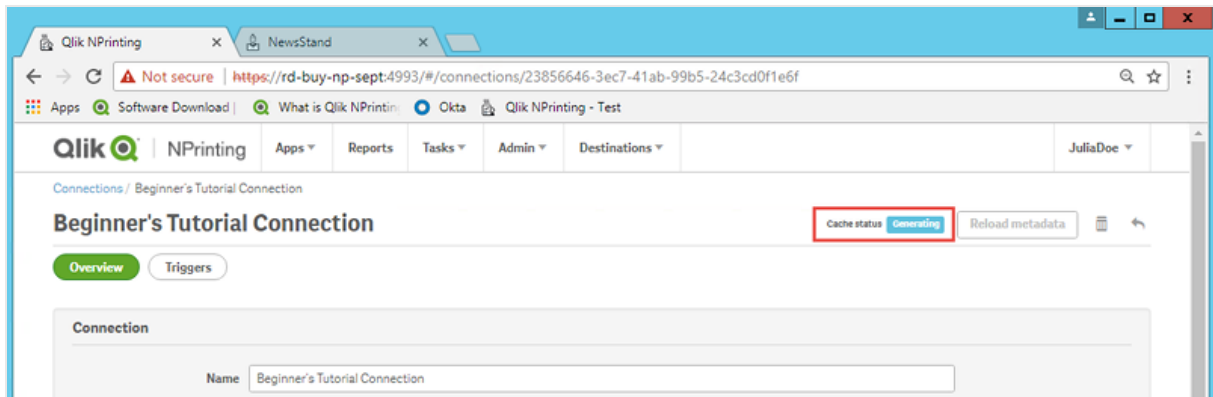 Qlik NPrinting
NewsStand
Not secure | https://rd-buy-np-sept:4993/#/connections/23856646-3ec7-41ab-99b5-24c3cd0f1e6f
Apps Software Download | What is Qlik NPrinting Okta Qlik NPrinting - Test
Qlik NPrinting Apps Reports Tasks Admin Destinations JuliaDoe
Connections / Beginner's Tutorial Connection
Beginner's Tutorial Connection Cache status Generating Reload metadata
Overview Triggers
Connection
Name Beginner's Tutorial Connection